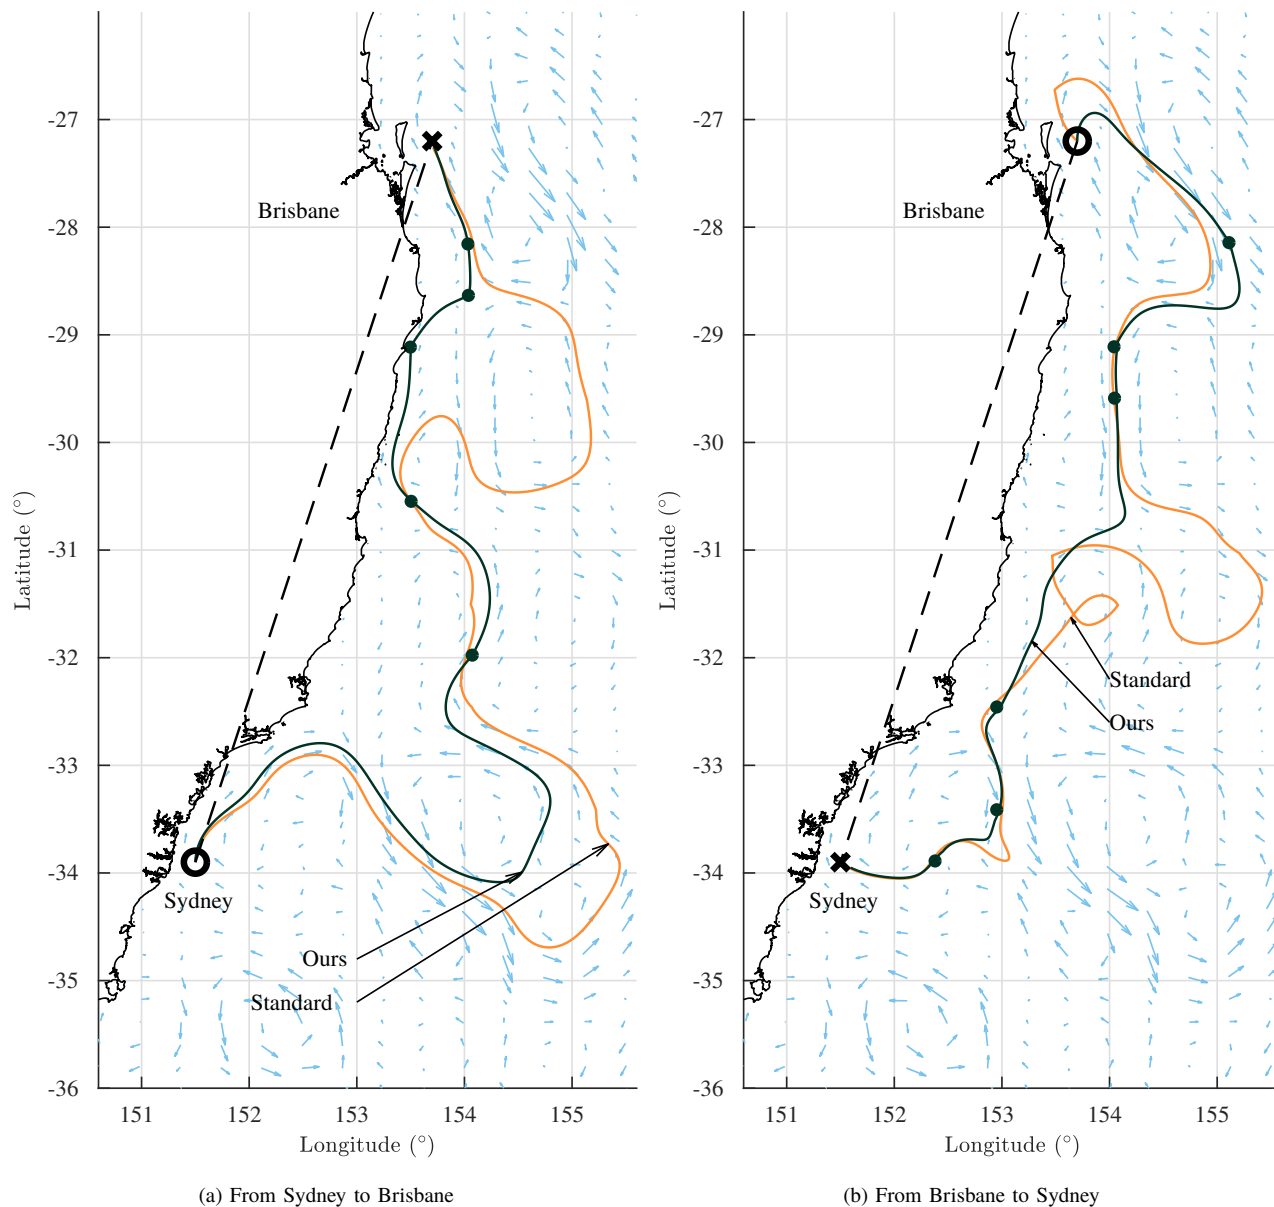 -27
-28
-29
-30
-31
-32
-33
-34
-35
-36
Latitude (°)
Brisbane
Sydney
Ours
Standard
151
152
153
154
155
Longitude (°)
(a) From Sydney to Brisbane
-27
-28
-29
-30
-31
-32
-33
-34
-35
-36
Latitude (°)
Brisbane
Standard
Ours
Sydney
151
152
153
154
155
Longitude (°)
(b) From Brisbane to Sydney